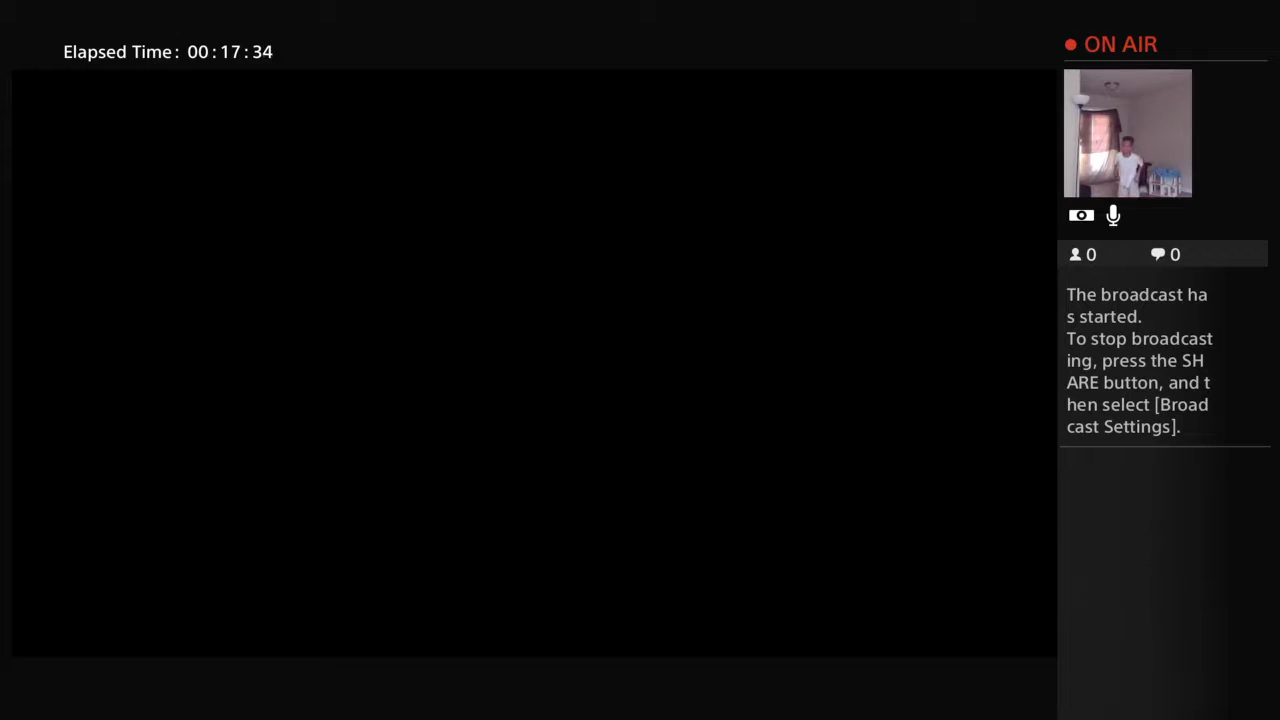 Elapsed Time: 00:17:34
ON AIR
0 0
The broadcast ha
s started.
To stop broadcast
ing, press the SH
ARE button, and t
hen select [Broad
cast Settings].